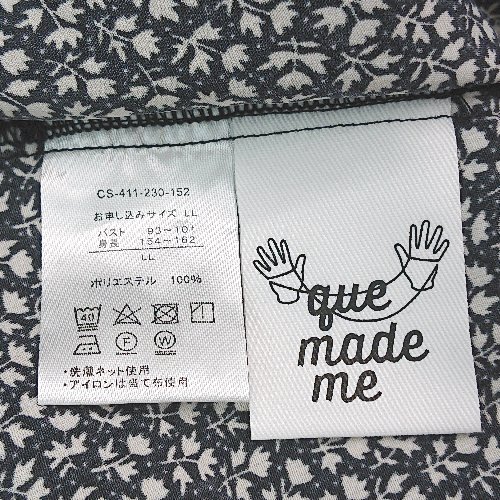 CS-411-230-152
お申し込みサイズ LL
バスト 93～101
身長 154～162
LL
ポリエステル 100%
40
F W
・洗濯ネット使用
・アイロンは当て布使用
que
made
me